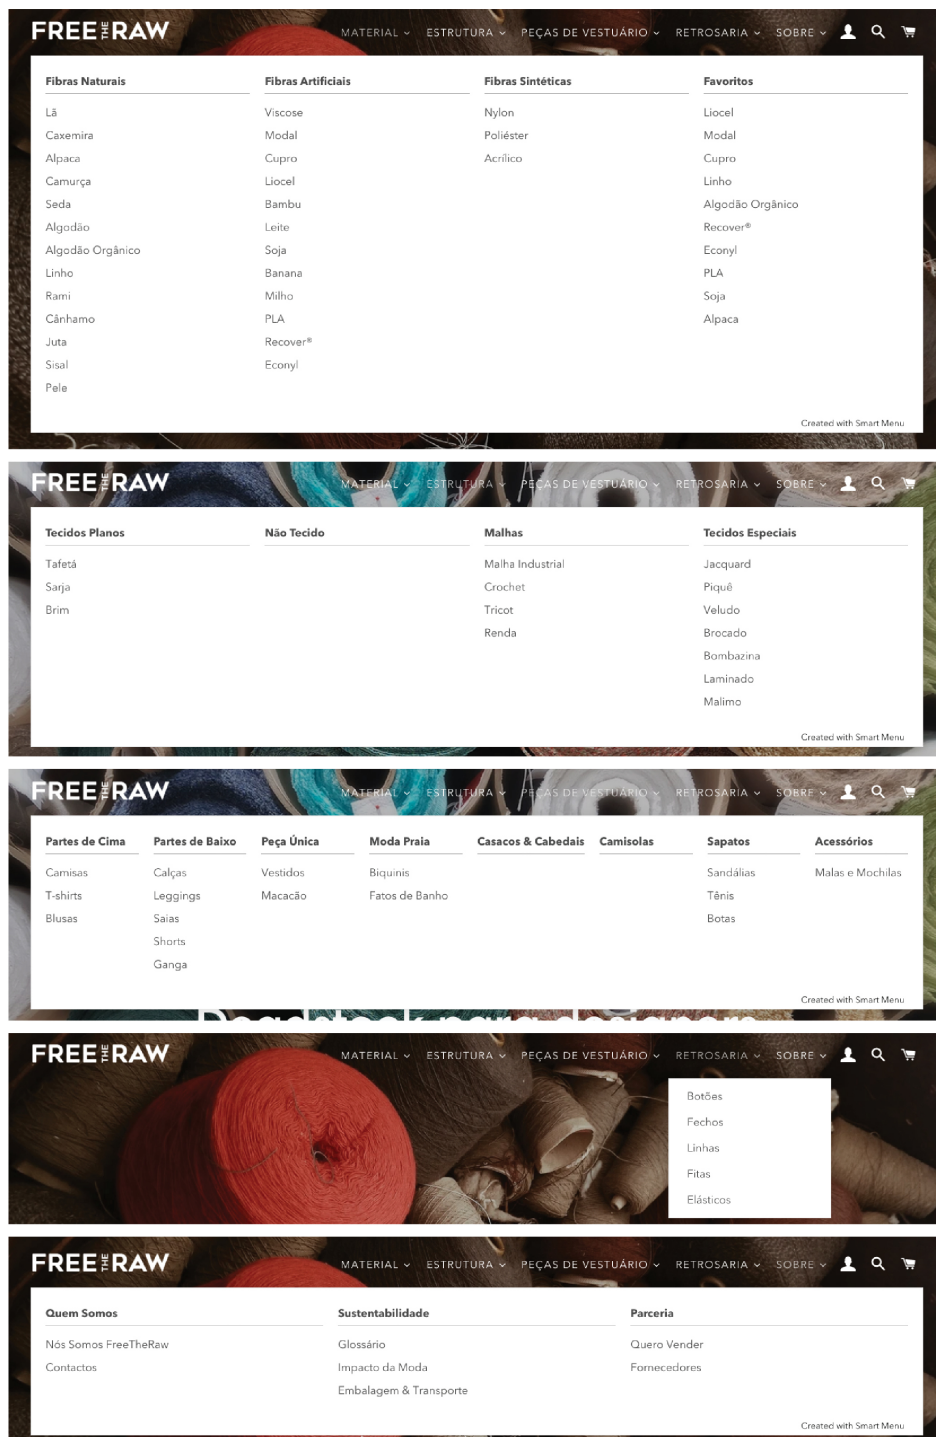 FREE THE RAW
MATERIAL ESTRUTURA PEÇAS DE VESTUÁRIO RETROSARIA SOBRE
Fibras Naturais
Lã
Caxemira
Alpaca
Camurça
Seda
Algodão
Algodão Orgânico
Linho
Rami
Cânhamo
Juta
Sisal
Pele
Fibras Artificiais
Viscose
Modal
Cupro
Liocel
Bambu
Leite
Soja
Banana
Milho
PLA
Recover®
Econyl
Fibras Sintéticas
Nylon
Poliéster
Acrílico
Favoritos
Liocel
Modal
Cupro
Linho
Algodão Orgânico
Recover®
Econyl
PLA
Soja
Alpaca
Created with Smart Menu
FREE THE RAW
MATERIAL ESTRUTURA PEÇAS DE VESTUÁRIO RETROSARIA SOBRE
Tecidos Planos
Tafetá
Sarja
Brim
Não Tecido
Malhas
Malha Industrial
Crochet
Tricot
Renda
Tecidos Especiais
Jacquard
Piquê
Veludo
Brocado
Bombazina
Laminado
Malimo
Created with Smart Menu
FREE THE RAW
MATERIAL ESTRUTURA PEÇAS DE VESTUÁRIO RETROSARIA SOBRE
Partes de Cima
Camisas
T-shirts
Blusas
Partes de Baixo
Calças
Leggings
Saias
Shorts
Ganga
Peça Única
Vestidos
Macacão
Moda Praia
Biquinis
Fatos de Banho
Casacos & Cabedais
Camisolas
Sapatos
Sandálias
Tênis
Botas
Acessórios
Malas e Mochilas
Created with Smart Menu
FREE THE RAW
MATERIAL ESTRUTURA PEÇAS DE VESTUÁRIO RETROSARIA SOBRE
Botões
Fechos
Linhas
Fitas
Elásticos
FREE THE RAW
MATERIAL ESTRUTURA PEÇAS DE VESTUÁRIO RETROSARIA SOBRE
Quem Somos
Nós Somos FreeTheRaw
Contactos
Sustentabilidade
Glossário
Impacto da Moda
Embalagem & Transporte
Parceria
Quero Vender
Fornecedores
Created with Smart Menu